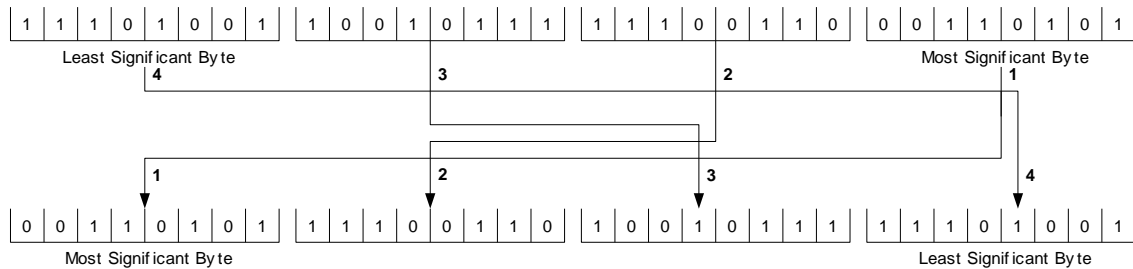 1 1 1 0 1 0 0 1 1 0 0 1 0 1 1 1 1 1 1 0 0 1 1 0 0 0 1 1 0 1 0 1
Least Significant Byte Most Significant Byte
4 3 2 1
1 2 3 4
0 0 1 1 0 1 0 1 1 1 1 0 0 1 1 0 1 0 0 1 0 1 1 1 1 1 1 0 1 0 0 1
Most Significant Byte Least Significant Byte